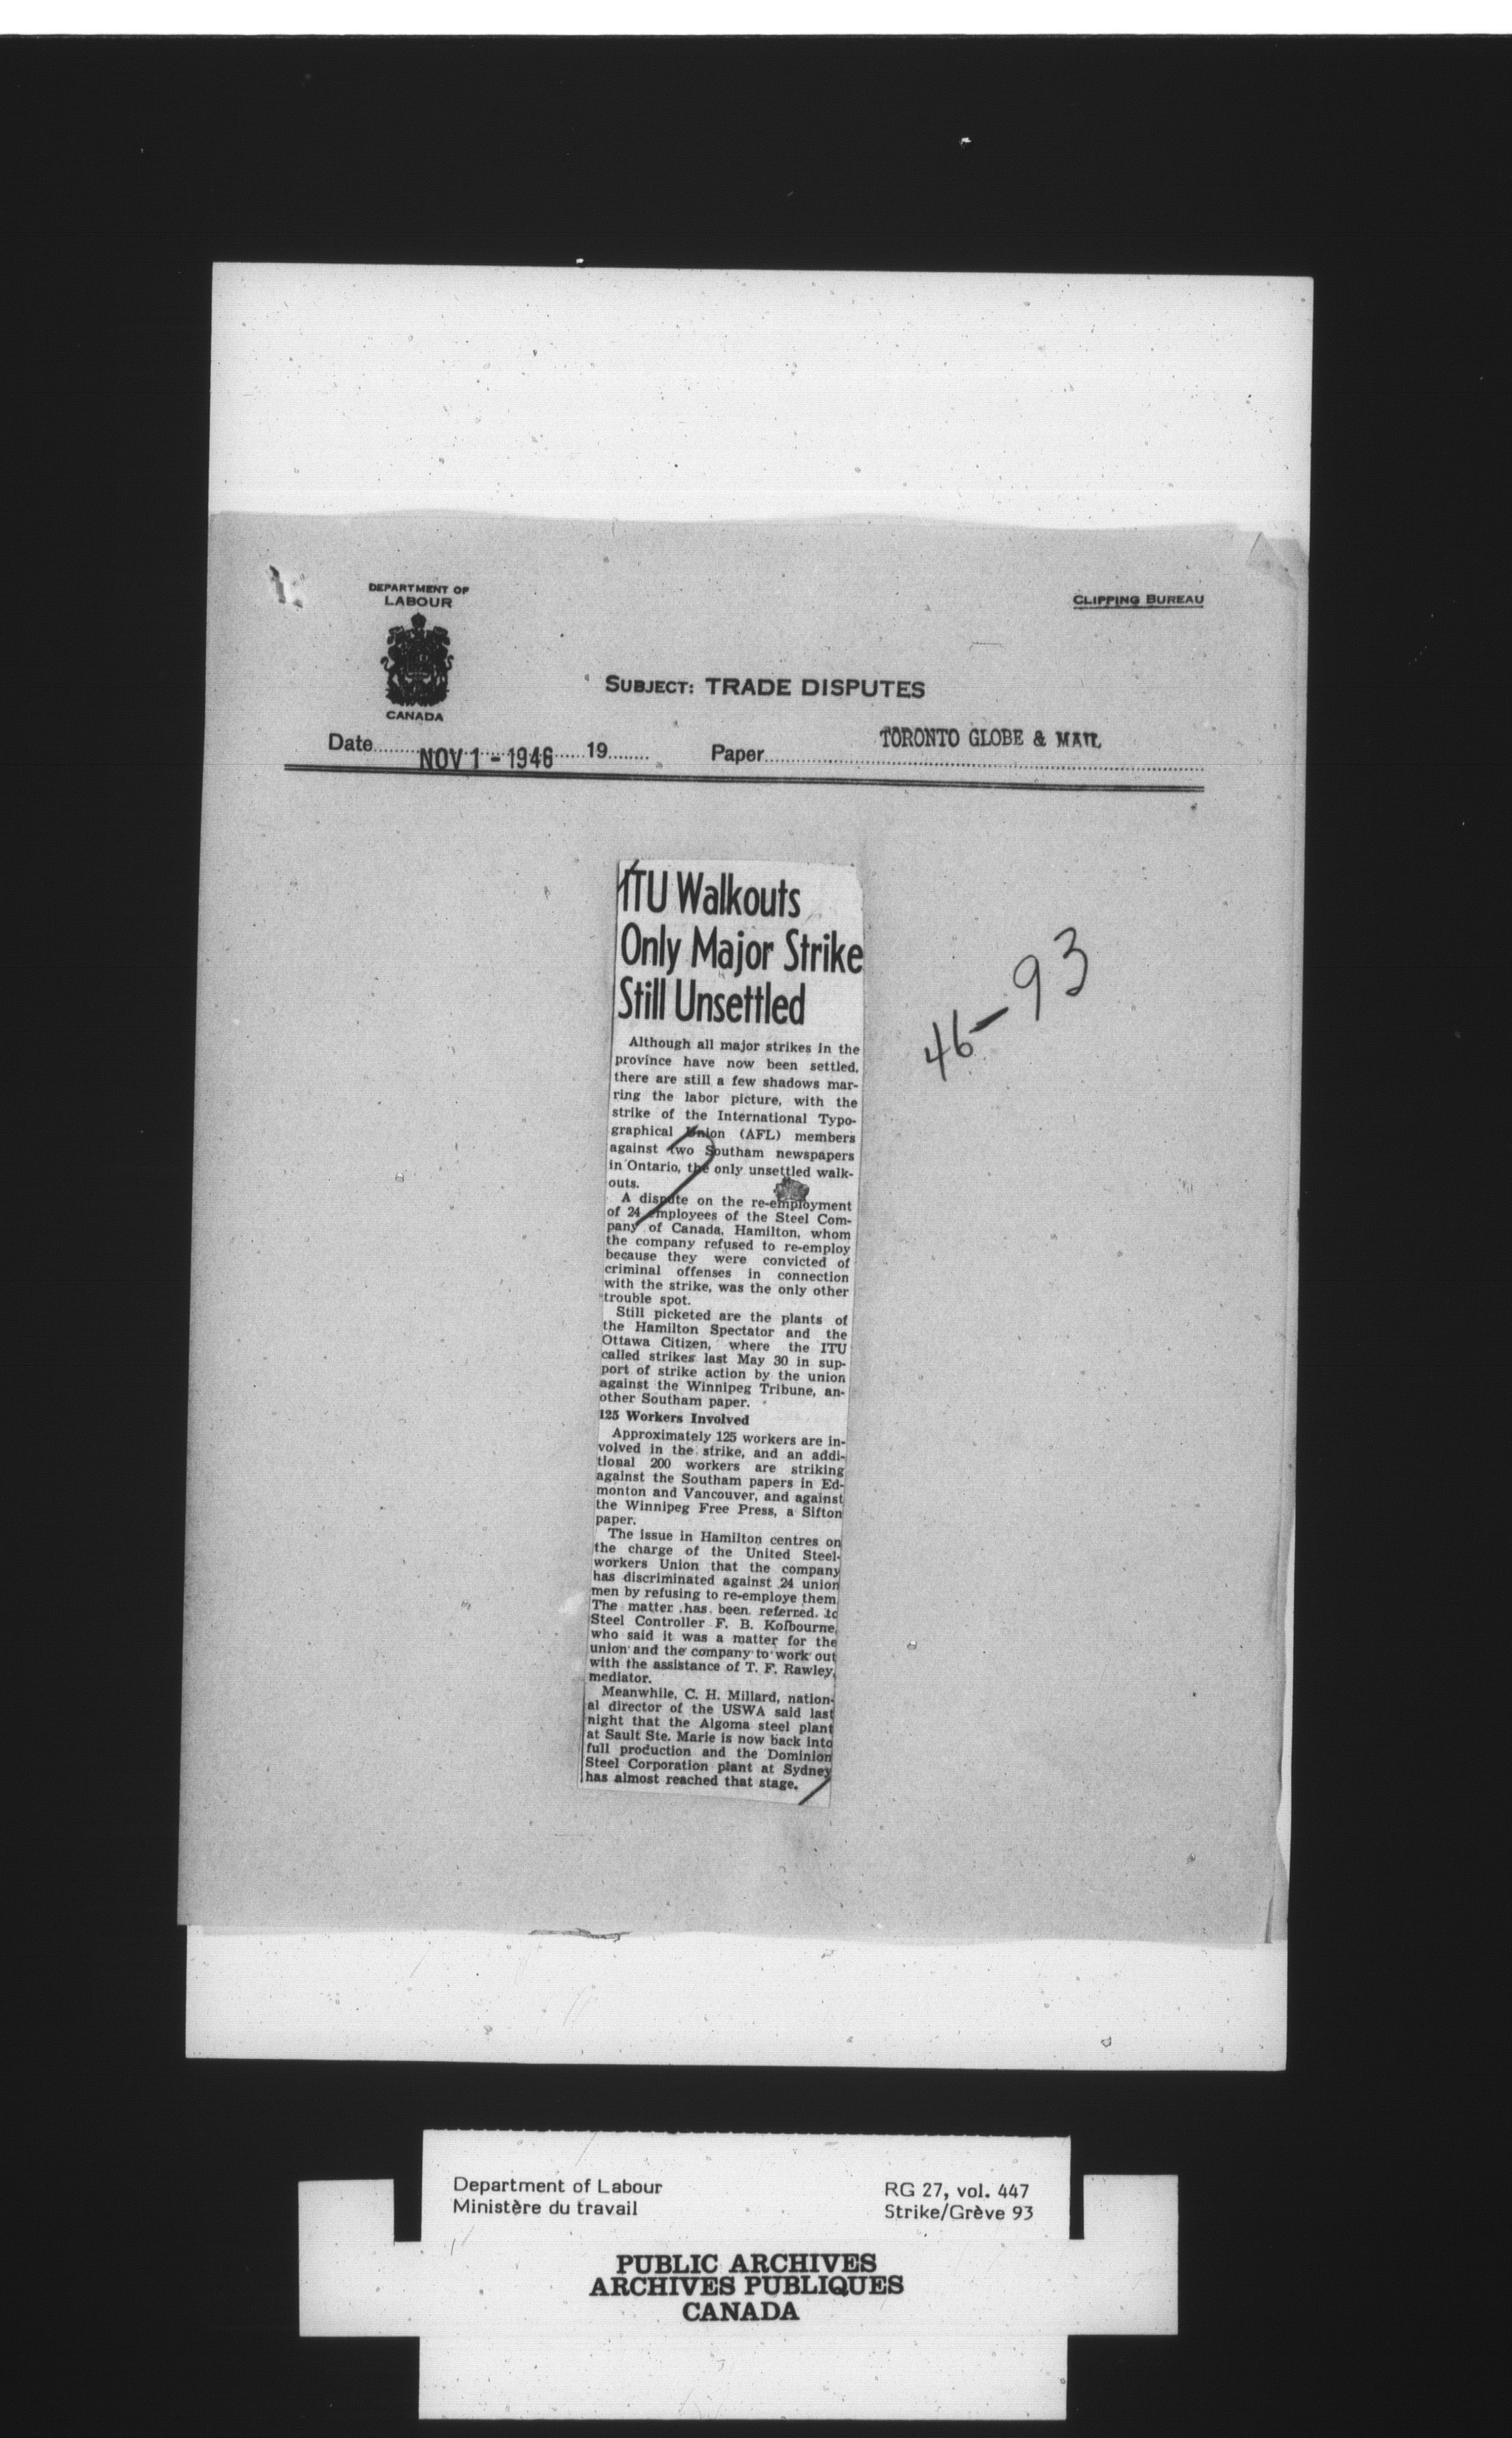 DEPARTMENT OF
LABOUR
CANADA
CLIPPING BUREAU
SUBJECT: TRADE DISPUTES
Date NOV 1 - 1946 19 Paper TORONTO GLOBE & MAIL
ITU Walkouts
Only Major Strike
Still Unsettled
46-93
Although all major strikes in the
province have now been settled,
there are still a few shadows mar-
ring the labor picture, with the
strike of the International Typo-
graphical Union (AFL) members
against two Southam newspapers
in Ontario, the only unsettled walk-
outs.
A dispute on the re-employment
of 24 employees of the Steel Com-
pany of Canada, Hamilton, whom
the company refused to re-employ
because they were convicted of
criminal offenses in connection
with the strike, was the only other
trouble spot.
Still picketed are the plants of
the Hamilton Spectator and the
Ottawa Citizen, where the ITU
called strikes last May 30 in sup-
port of strike action by the union
against the Winnipeg Tribune, an-
other Southam paper.
125 Workers Involved
Approximately 125 workers are in-
volved in the strike, and an addi-
tional 200 workers are striking
against the Southam papers in Ed-
monton and Vancouver, and against
the Winnipeg Free Press, a Sifton
paper.
The issue in Hamilton centres on
the charge of the United Steel-
workers Union that the company
has discriminated against 24 union
men by refusing to re-employe them
The matter has been referred to
Steel Controller F. B. Kolbourne,
who said it was a matter for the
union and the company to work out
with the assistance of T. F. Rawley,
mediator.
Meanwhile, C. H. Millard, nation-
al director of the USWA said last
night that the Algoma steel plant
at Sault Ste. Marie is now back into
full production and the Dominion
Steel Corporation plant at Sydney
has almost reached that stage.
Department of Labour
Ministère du travail
RG 27, vol. 447
Strike/Grève 93
PUBLIC ARCHIVES
ARCHIVES PUBLIQUES
CANADA